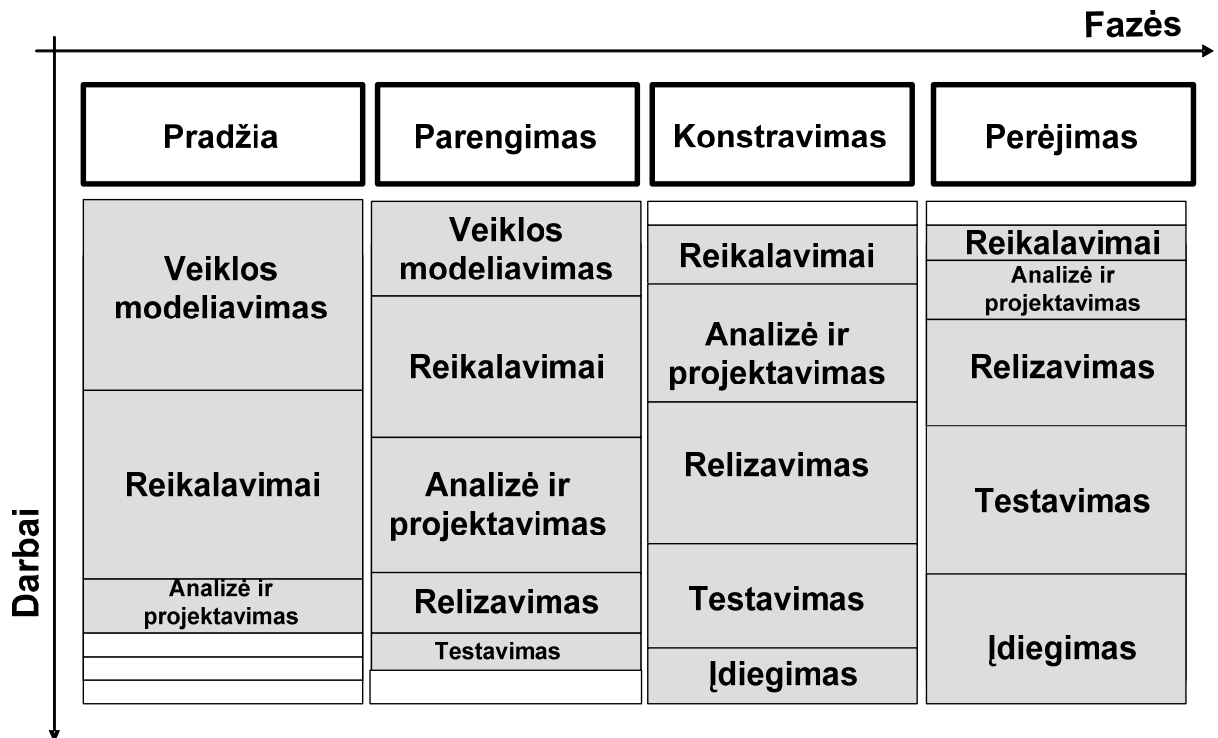 Fazės
Pradžia
Parengimas
Konstravimas
Perėjimas
Veiklos
modeliavimas
Reikalavimai
Analizė ir
projektavimas
Veiklos
modeliavimas
Reikalavimai
Analizė ir
projektavimas
Relizavimas
Testavimas
Reikalavimai
Analizė ir
projektavimas
Relizavimas
Testavimas
Įdiegimas
Reikalavimai
Analizė ir
projektavimas
Relizavimas
Testavimas
Įdiegimas
Darbai